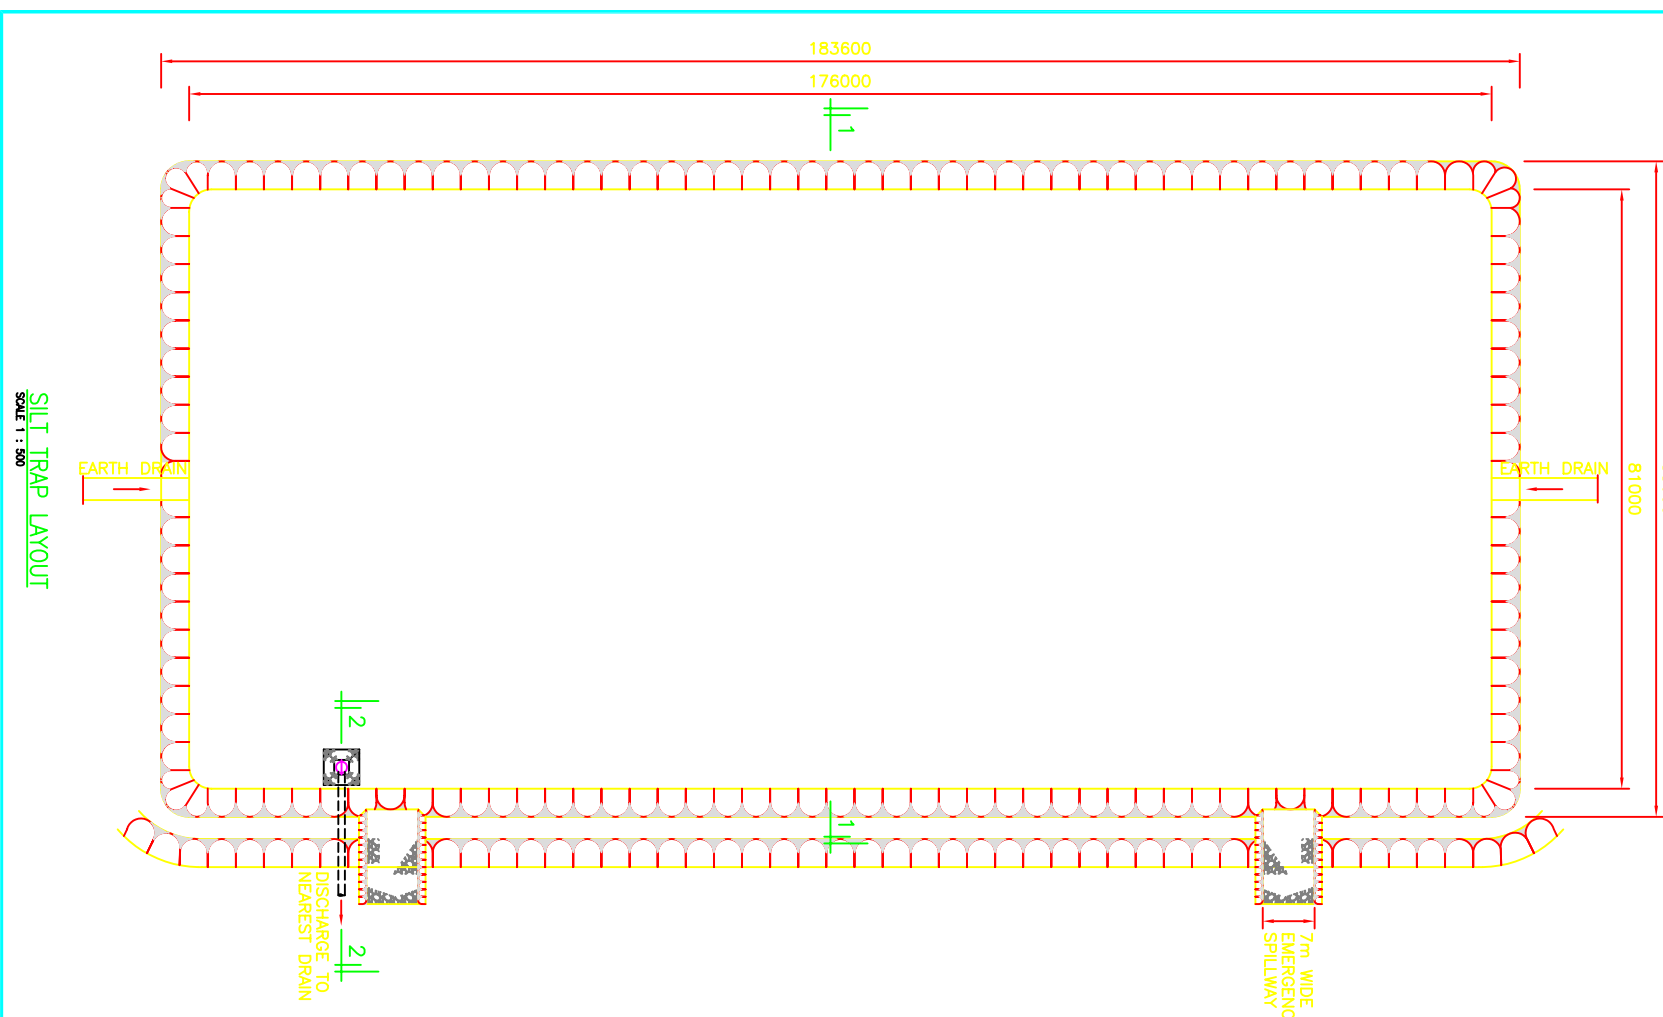 183600
176000
1
EARTH DRAIN
EARTH DRAIN
81000
SILT TRAP LAYOUT
SCALE 1 : 500
2
1
DISCHARGE TO
NEAREST DRAIN
2
7m WIDE
EMERGENC
SPILLWAY